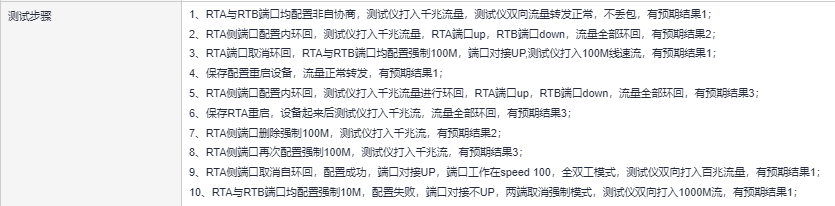 测试步骤
1、RTA与RTB端口均配置非自协商，测试仪打入千兆流量，测试仪双向流量转发正常，不丢包，有预期结果1；
2、RTA侧端口配置内环回，测试仪打入千兆流量，RTA端口up，RTB端口down，流量全部环回，有预期结果2；
3、RTA端口取消环回，RTA与RTB端口均配置强制100M，端口对接UP,测试仪打入100M线速流，有预期结果1；
4、保存配置重启设备，流量正常转发，有预期结果1；
5、RTA侧端口配置内环回，测试仪打入千兆流量进行环回，RTA端口up，RTB端口down，流量全部环回，有预期结果3；
6、保存RTA重启，设备起来后测试仪打入千兆流，流量全部环回，有预期结果3；
7、RTA侧端口删除强制100M，测试仪打入千兆流，有预期结果2；
8、RTA侧端口再次配置强制100M，测试仪打入千兆流，有预期结果3；
9、RTA侧端口取消自环回，配置成功，端口对接UP，端口工作在speed 100，全双工模式，测试仪双向打入百兆流量，有预期结果1；
10、RTA与RTB端口均配置强制10M，配置失败，端口对接不UP，两端取消强制模式，测试仪双向打入1000M流，有预期结果1；